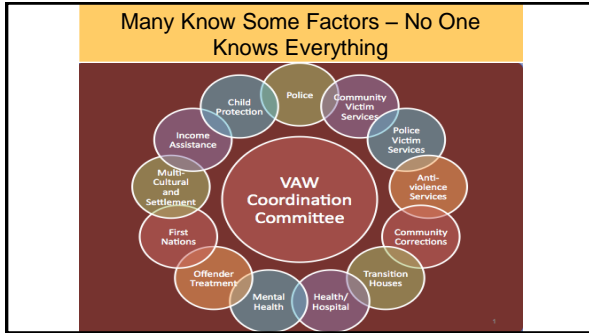 Many Know Some Factors – No One
Knows Everything
Police
Community
Victim
Services
Police
Victim
Services
Anti-
violence
Services
Community
Corrections
Transition
Houses
Health/
Hospital
Mental
Health
Offender
Treatment
First
Nations
Multi-
Cultural
and
Settlement
Income
Assistance
Child
Protection
VAW
Coordination
Committee